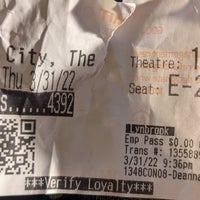 City, The
Theatre: 1
Thu 3/31/22
Seat: E-2
S......4392
Lynbrook
Emp Pass $0.00
Trans #: 1355885
3/31/22 9:36pm
1348CON08-Deanna
***Verify Loyalty***